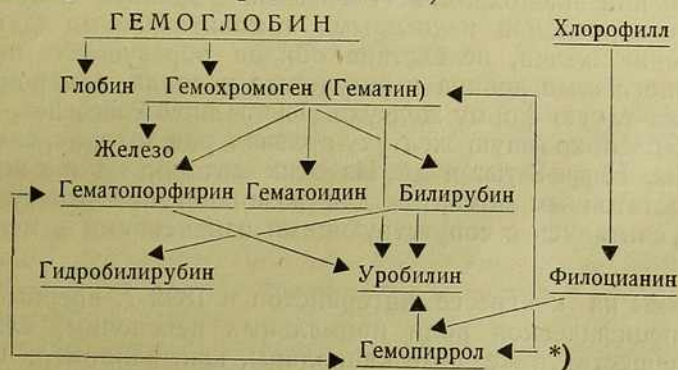 ГЕМОГЛОБИН Хлорофилл
Глобин Гемохромоген (Гематин)
Железо
Гематопорфирин Гематоидин Билирубин
Гидробилирубин Уробилин Филоцианин
Гемопиррол *)